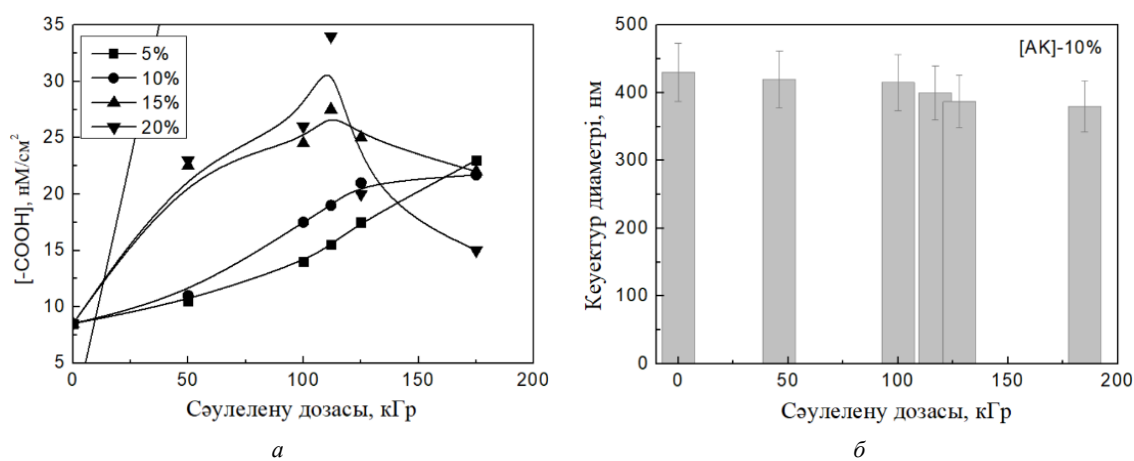 35
30
25
20
15
10
5
5%
10%
15%
20%
[-COOH], нМ/см²
0 50 100 150 200
Сәулелену дозасы, кГр
а
500
400
300
200
100
0
[АК]-10%
Кеуектур диаметрі, нм
0 50 100 150 200
Сәулелену дозасы, кГр
б